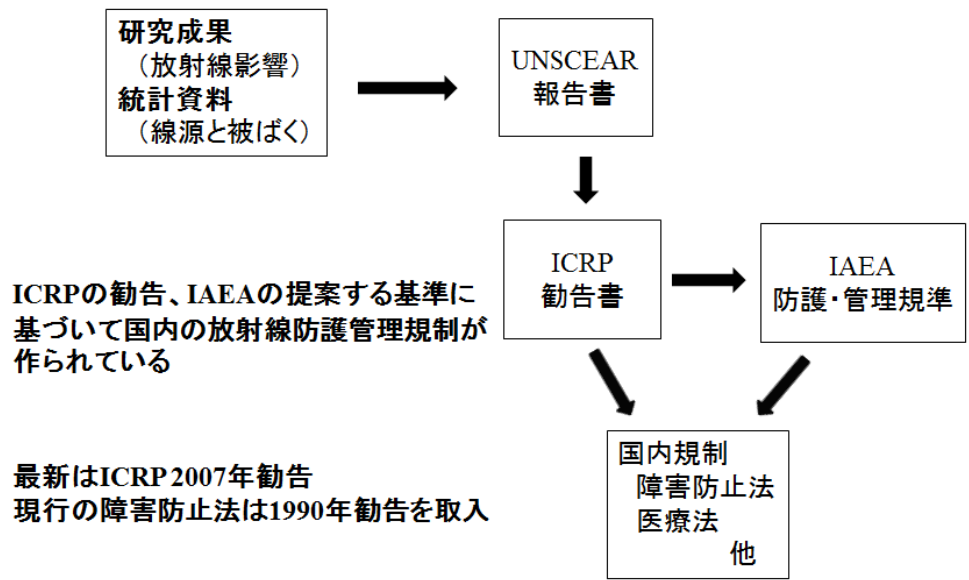 研究成果
（放射線影響）
統計資料
（線源と被ばく）
UNSCEAR
報告書
ICRP
勧告書
IAEA
防護・管理規準
ICRPの勧告、IAEAの提案する基準に
基づいて国内の放射線防護管理規制が
作られている
国内規制
障害防止法
医療法
他
最新はICRP 2007年勧告
現行の障害防止法は1990年勧告を取入